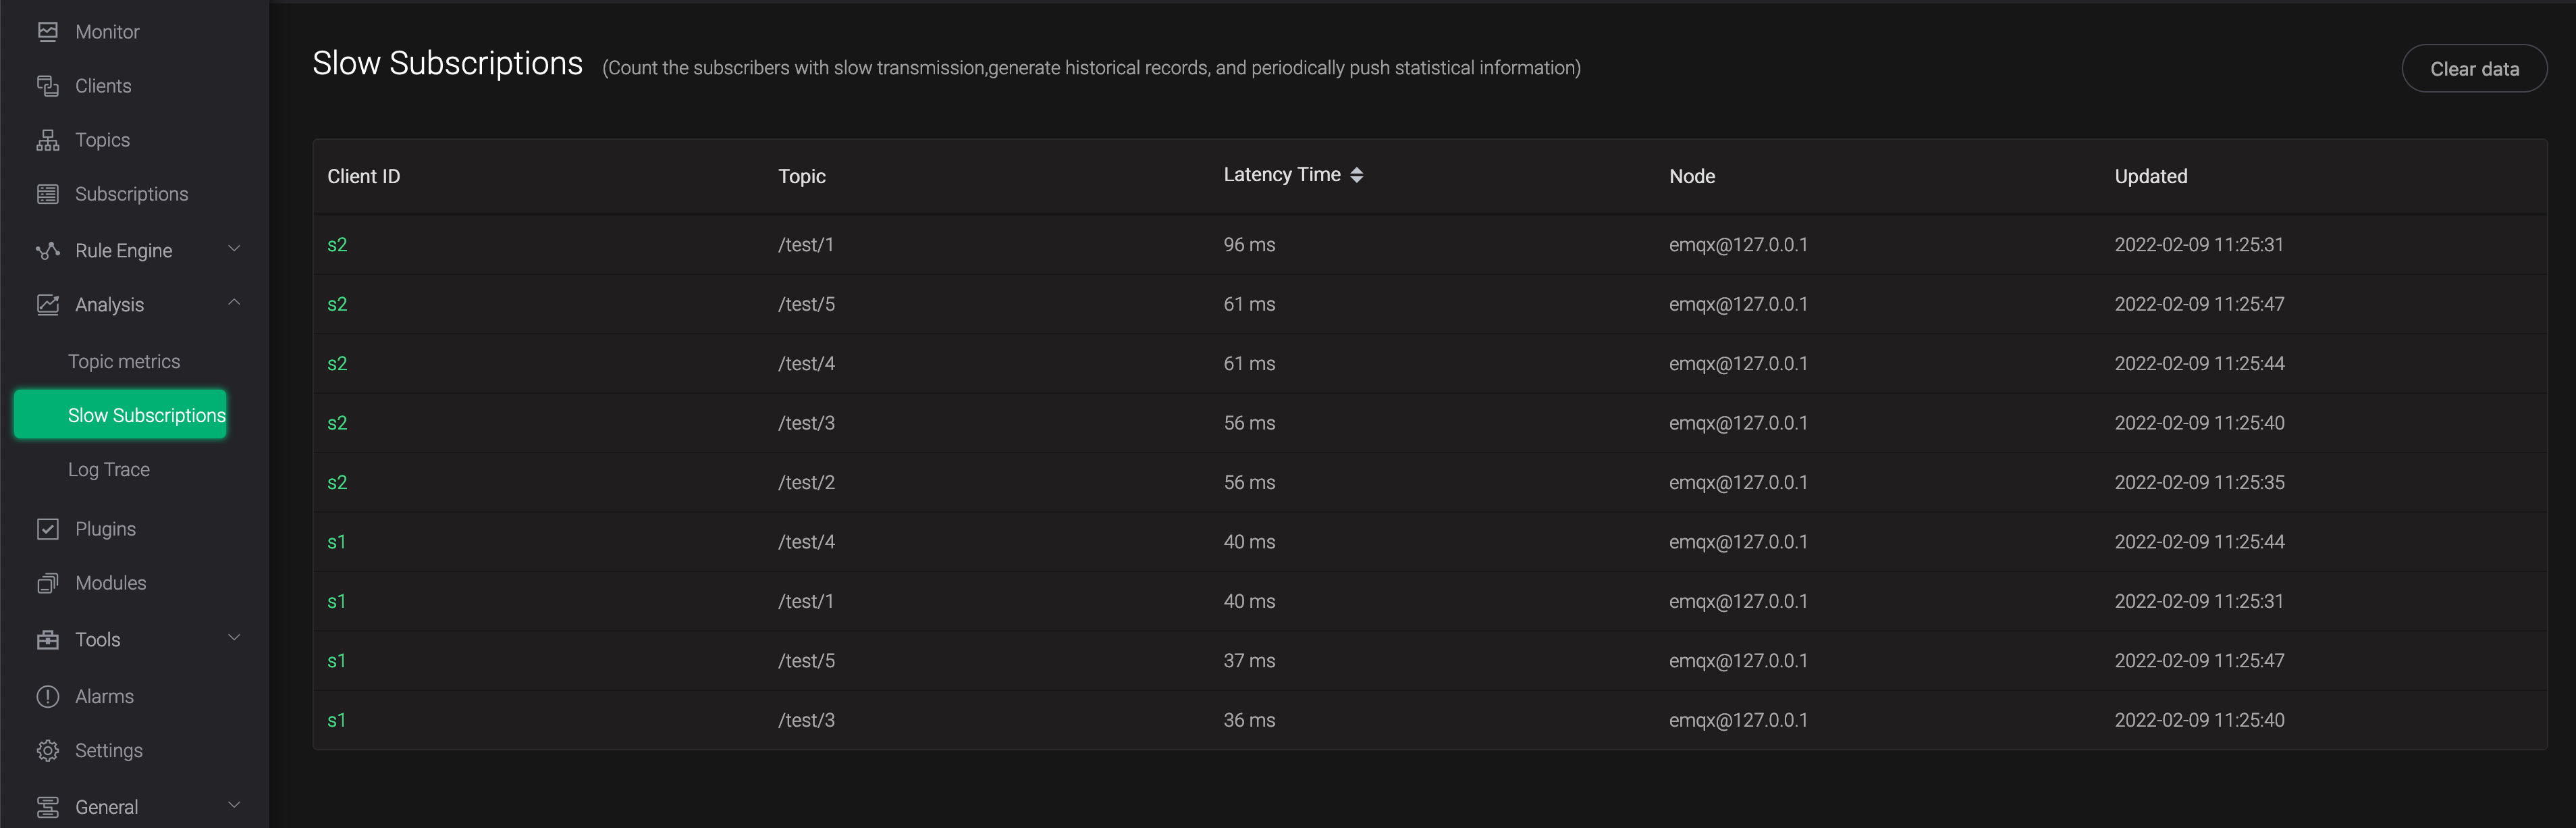 Monitor
Clients
Topics
Subscriptions
Rule Engine
Analysis
Topic metrics
Slow Subscriptions
Log Trace
Plugins
Modules
Tools
Alarms
Settings
General
Slow Subscriptions (Count the subscribers with slow transmission,generate historical records, and periodically push statistical information)
Clear data
Client ID Topic Latency Time Node Updated
s2 /test/1 96 ms emqx@127.0.0.1 2022-02-09 11:25:31
s2 /test/5 61 ms emqx@127.0.0.1 2022-02-09 11:25:47
s2 /test/4 61 ms emqx@127.0.0.1 2022-02-09 11:25:44
s2 /test/3 56 ms emqx@127.0.0.1 2022-02-09 11:25:40
s2 /test/2 56 ms emqx@127.0.0.1 2022-02-09 11:25:35
s1 /test/4 40 ms emqx@127.0.0.1 2022-02-09 11:25:44
s1 /test/1 40 ms emqx@127.0.0.1 2022-02-09 11:25:31
s1 /test/5 37 ms emqx@127.0.0.1 2022-02-09 11:25:47
s1 /test/3 36 ms emqx@127.0.0.1 2022-02-09 11:25:40